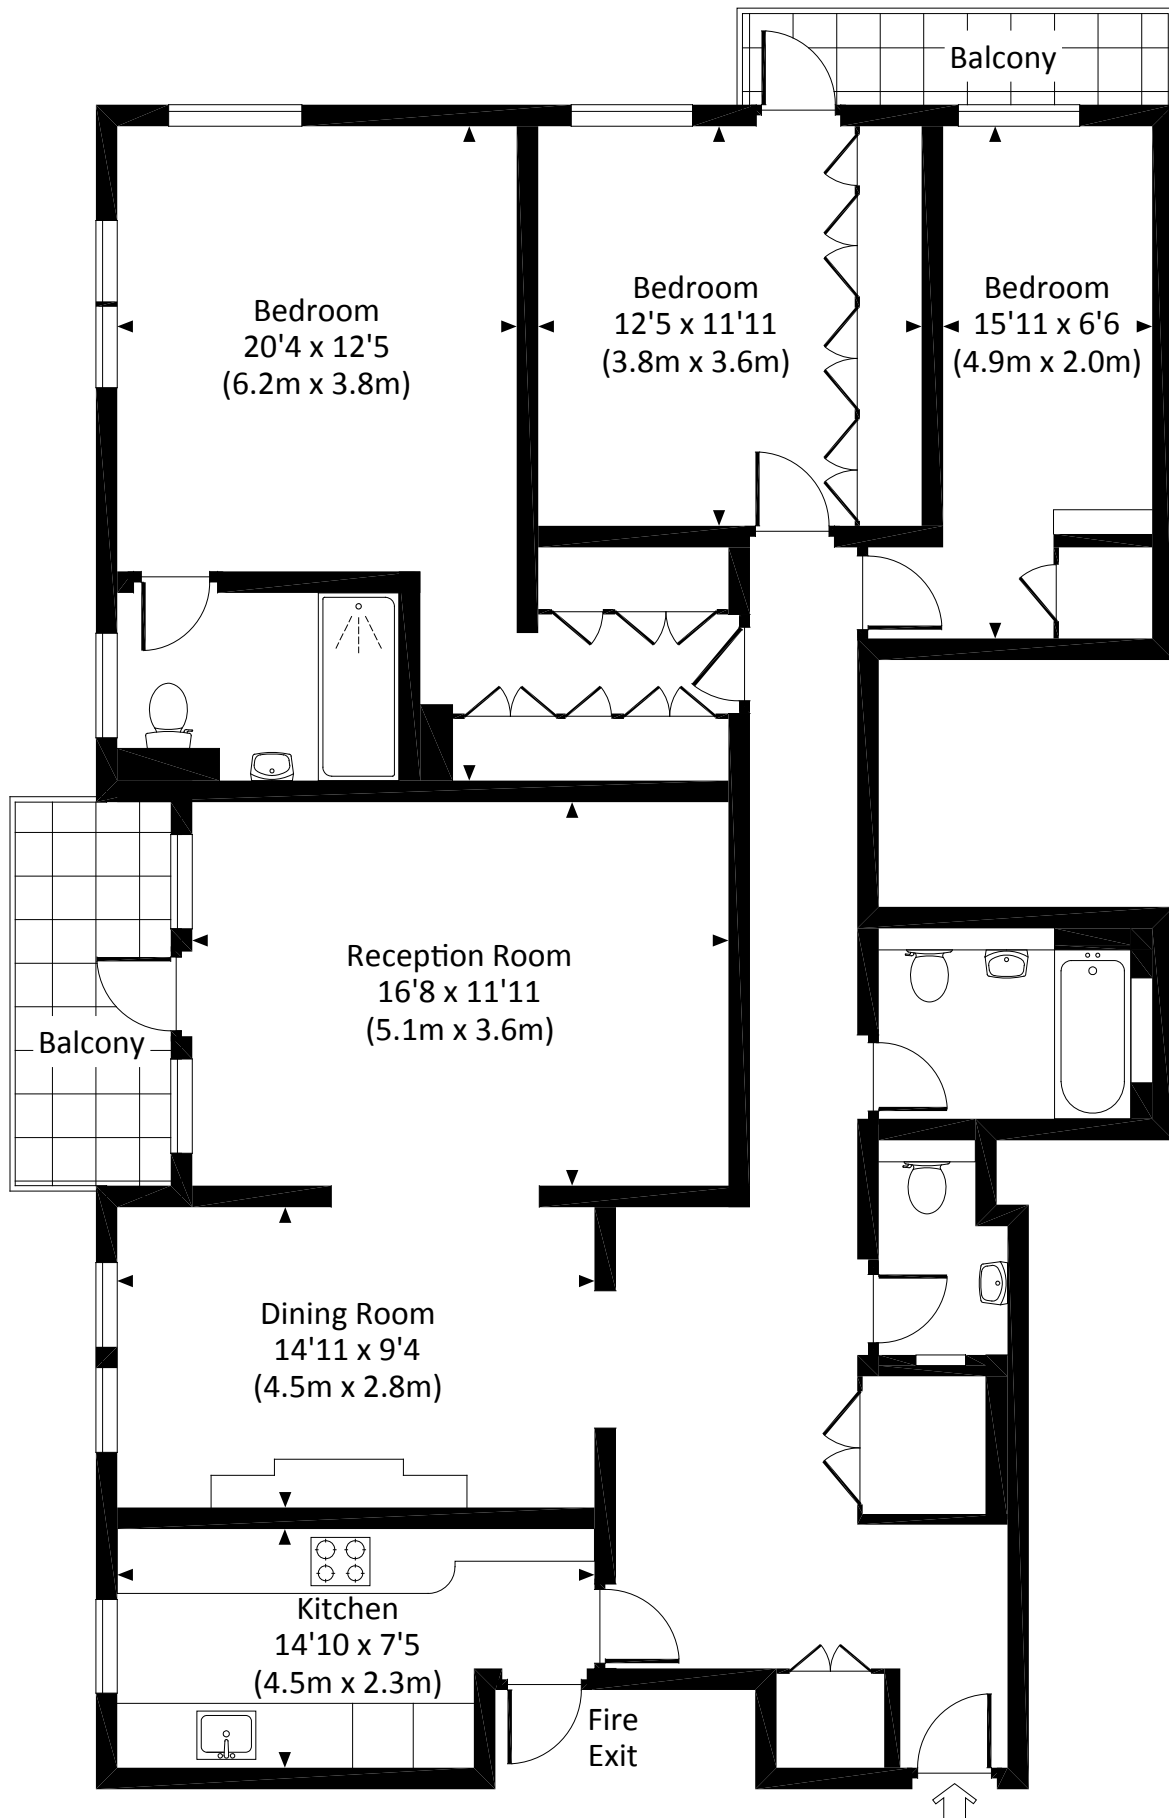 Balcony
Bedroom
20'4 x 12'5
(6.2m x 3.8m)
Bedroom
12'5 x 11'11
(3.8m x 3.6m)
Bedroom
15'11 x 6'6
(4.9m x 2.0m)
Reception Room
16'8 x 11'11
(5.1m x 3.6m)
Balcony
Dining Room
14'11 x 9'4
(4.5m x 2.8m)
Kitchen
14'10 x 7'5
(4.5m x 2.3m)
Fire
Exit